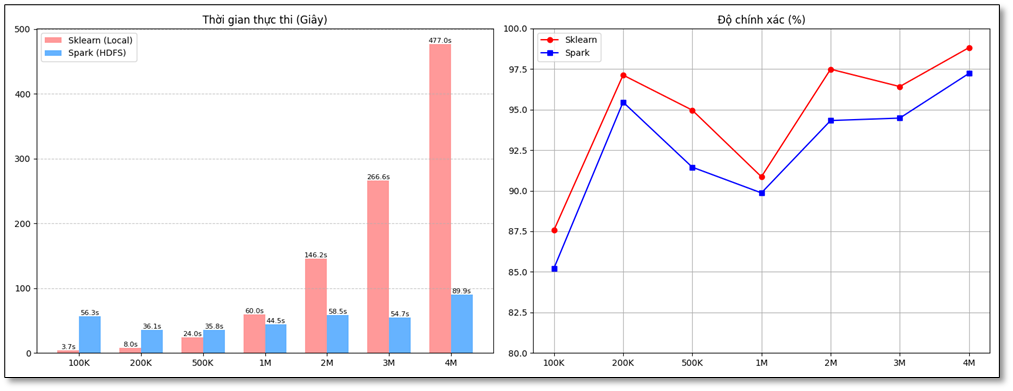 Thời gian thực thi (Giây)
Sklearn (Local)
Spark (HDFS)
500
400
300
200
100
0
3.7s
56.3s
8.0s
36.1s
24.0s
35.8s
60.0s
44.5s
146.2s
58.5s
266.6s
54.7s
477.0s
89.9s
100K 200K 500K 1M 2M 3M 4M
Độ chính xác (%)
Sklearn
Spark
100.0
97.5
95.0
92.5
90.0
87.5
85.0
82.5
80.0
100K 200K 500K 1M 2M 3M 4M